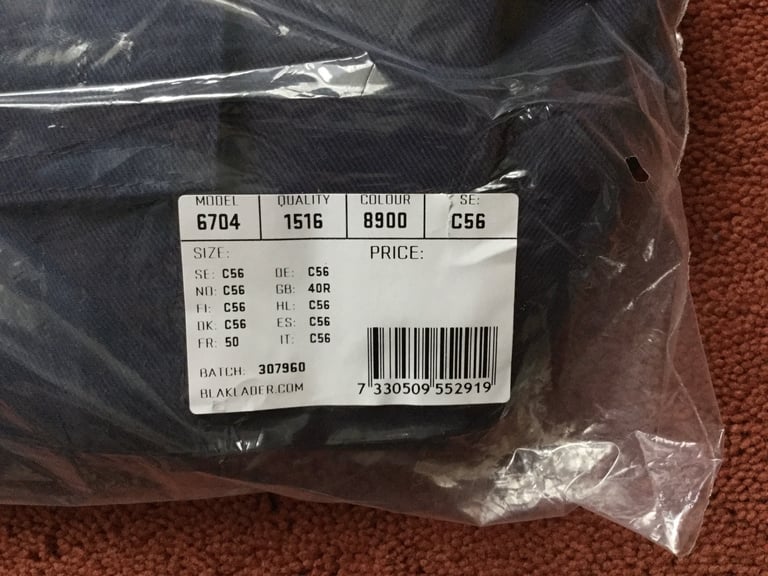 MODEL QUALITY COLOUR SE:
6704 1516 8900 C56
SIZE: PRICE:
SE: C56 DE: C56
NO: C56 GB: 40R
FI: C56 HL: C56
DK: C56 ES: C56
FR: 50 IT: C56
BATCH: 307960
BLAKLADER.COM
7 330509 552919